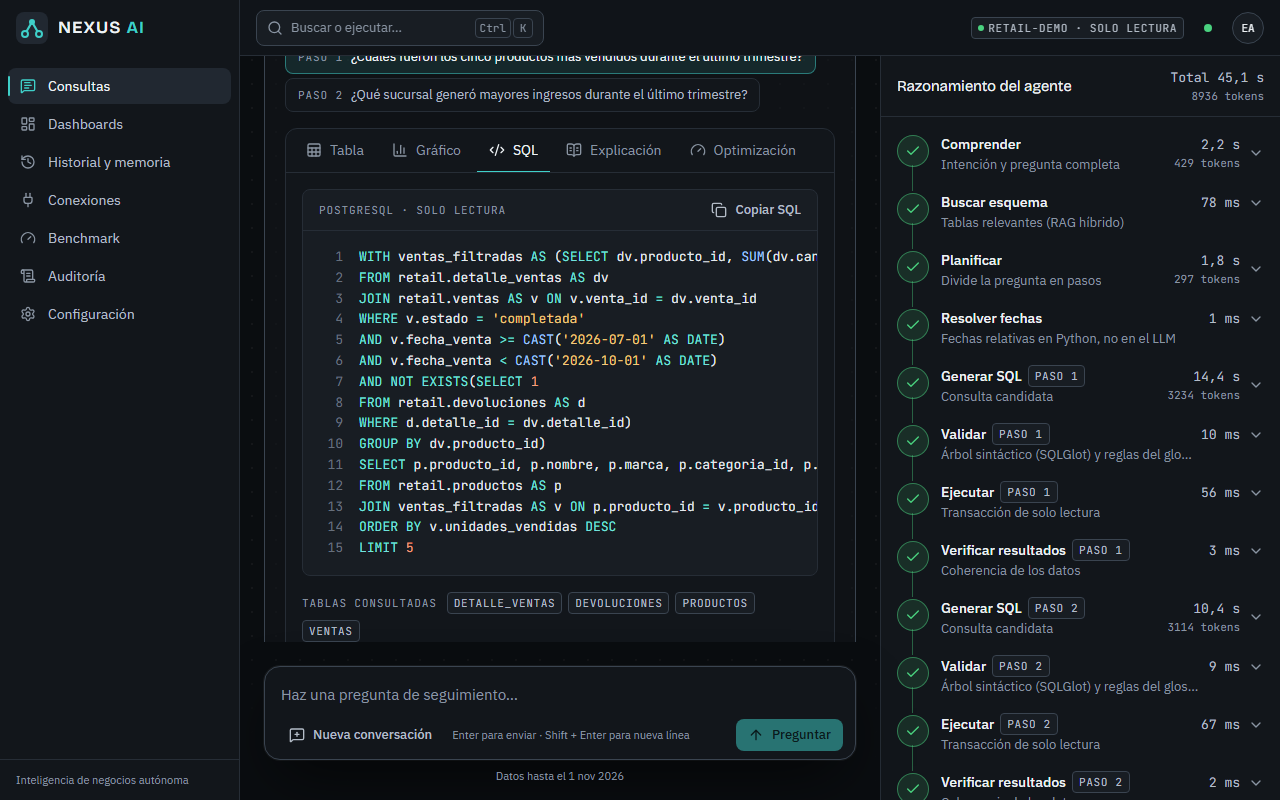 NEXUS AI
Buscar o ejecutar...
Ctrl K
RETAIL-DEMO · SOLO LECTURA
EA
Consultas
Dashboards
Historial y memoria
Conexiones
Benchmark
Auditoría
Configuración
Inteligencia de negocios autónoma
PASO 1 ¿Cuáles fueron los cinco productos más vendidos durante el último trimestre?
PASO 2 ¿Qué sucursal generó mayores ingresos durante el último trimestre?
Tabla
Gráfico
SQL
Explicación
Optimización
POSTGRESQL · SOLO LECTURA
Copiar SQL
1 WITH ventas_filtradas AS (SELECT dv.producto_id, SUM(dv.can
2 FROM retail.detalle_ventas AS dv
3 JOIN retail.ventas AS v ON v.venta_id = dv.venta_id
4 WHERE v.estado = 'completada'
5 AND v.fecha_venta >= CAST('2026-07-01' AS DATE)
6 AND v.fecha_venta < CAST('2026-10-01' AS DATE)
7 AND NOT EXISTS(SELECT 1
8 FROM retail.devoluciones AS d
9 WHERE d.detalle_id = dv.detalle_id)
10 GROUP BY dv.producto_id)
11 SELECT p.producto_id, p.nombre, p.marca, p.categoria_id, p.
12 FROM retail.productos AS p
13 JOIN ventas_filtradas AS v ON p.producto_id = v.producto_id
14 ORDER BY v.unidades_vendidas DESC
15 LIMIT 5
TABLAS CONSULTADAS DETALLE_VENTAS DEVOLUCIONES PRODUCTOS
VENTAS
Haz una pregunta de seguimiento...
Nueva conversación
Enter para enviar · Shift + Enter para nueva línea
Preguntar
Datos hasta el 1 nov 2026
Razonamiento del agente
Total 45,1 s
8936 tokens
Comprender 2,2 s
Intención y pregunta completa 429 tokens
Buscar esquema 78 ms
Tablas relevantes (RAG híbrido)
Planificar 1,8 s
Divide la pregunta en pasos 297 tokens
Resolver fechas 1 ms
Fechas relativas en Python, no en el LLM
Generar SQL PASO 1 14,4 s
Consulta candidata 3234 tokens
Validar PASO 1 10 ms
Árbol sintáctico (SQLGlot) y reglas del glo...
Ejecutar PASO 1 56 ms
Transacción de solo lectura
Verificar resultados PASO 1 3 ms
Coherencia de los datos
Generar SQL PASO 2 10,4 s
Consulta candidata 3114 tokens
Validar PASO 2 9 ms
Árbol sintáctico (SQLGlot) y reglas del glos...
Ejecutar PASO 2 67 ms
Transacción de solo lectura
Verificar resultados PASO 2 2 ms